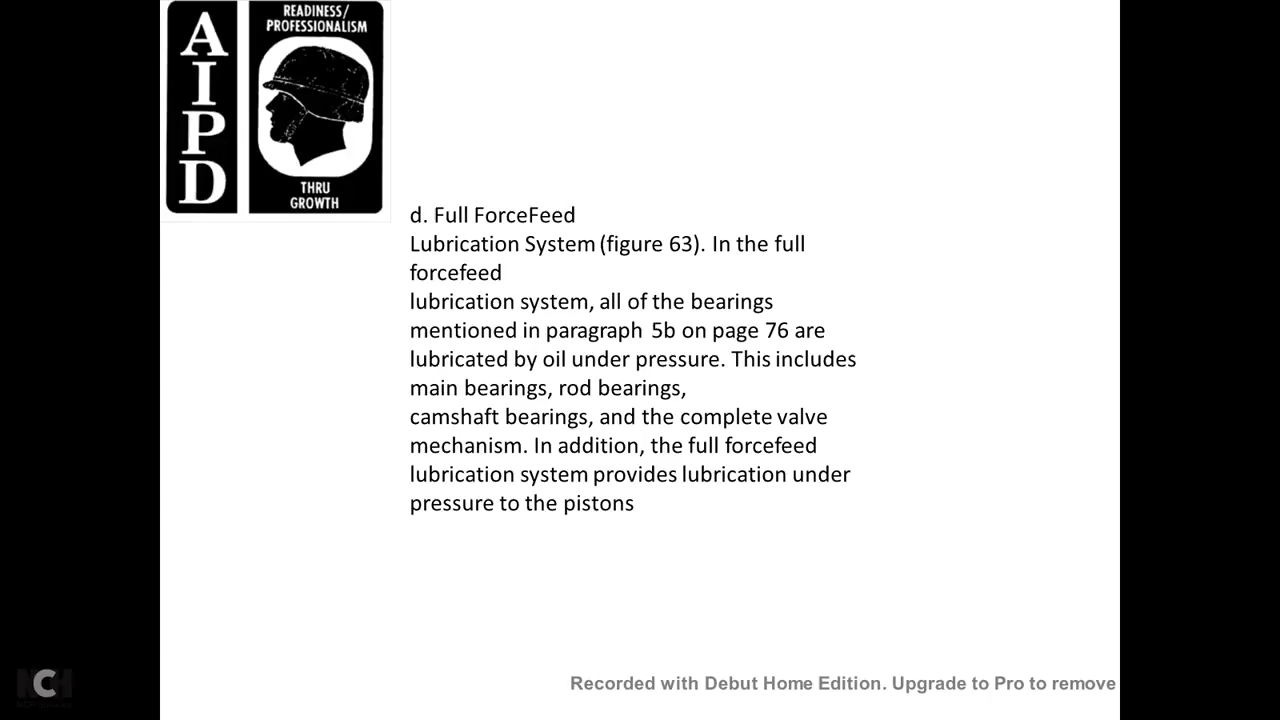 AIPD
READINESS/
PROFESSIONALISM
THRU
GROWTH
d. Full ForceFeed
Lubrication System (figure 63). In the full
forcefeed
lubrication system, all of the bearings
mentioned in paragraph 5b on page 76 are
lubricated by oil under pressure. This includes
main bearings, rod bearings,
camshaft bearings, and the complete valve
mechanism. In addition, the full forcefeed
lubrication system provides lubrication under
pressure to the pistons
Recorded with Debut Home Edition. Upgrade to Pro to remove